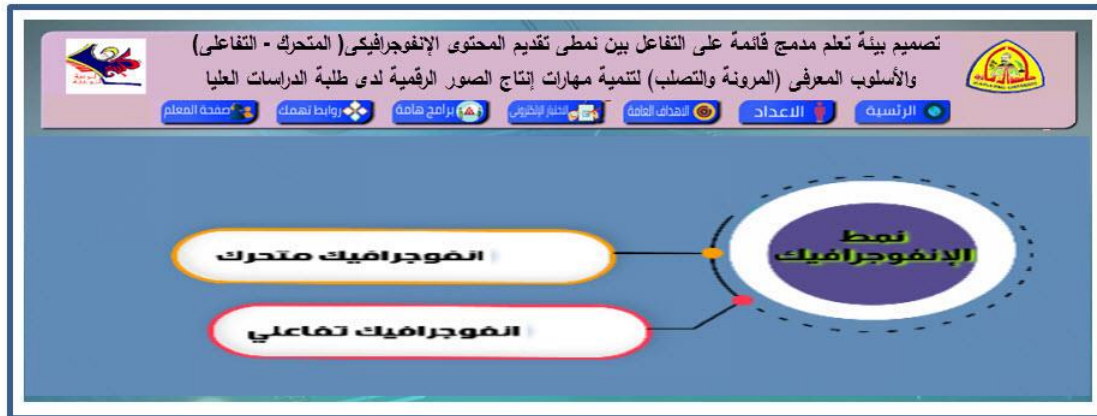 تصميم بيئة تعلم مدمج قائمة على التفاعل بين نمطى تقديم المحتوى الإنفوجرافيكى( المتحرك - التفاعلى)
والأسلوب المعرفى (المرونة والتصلب) لتنمية مهارات إنتاج الصور الرقمية لدى طلبة الدراسات العليا
الرئسية
الاعداد
الاهداف العامة
الاختبار الإلكترونى
برامج هامة
روابط تهمك
صفحة المعلم
نمط
الإنفوجرافيك
انفوجرافيك متحرك
انفوجرافيك تفاعلي